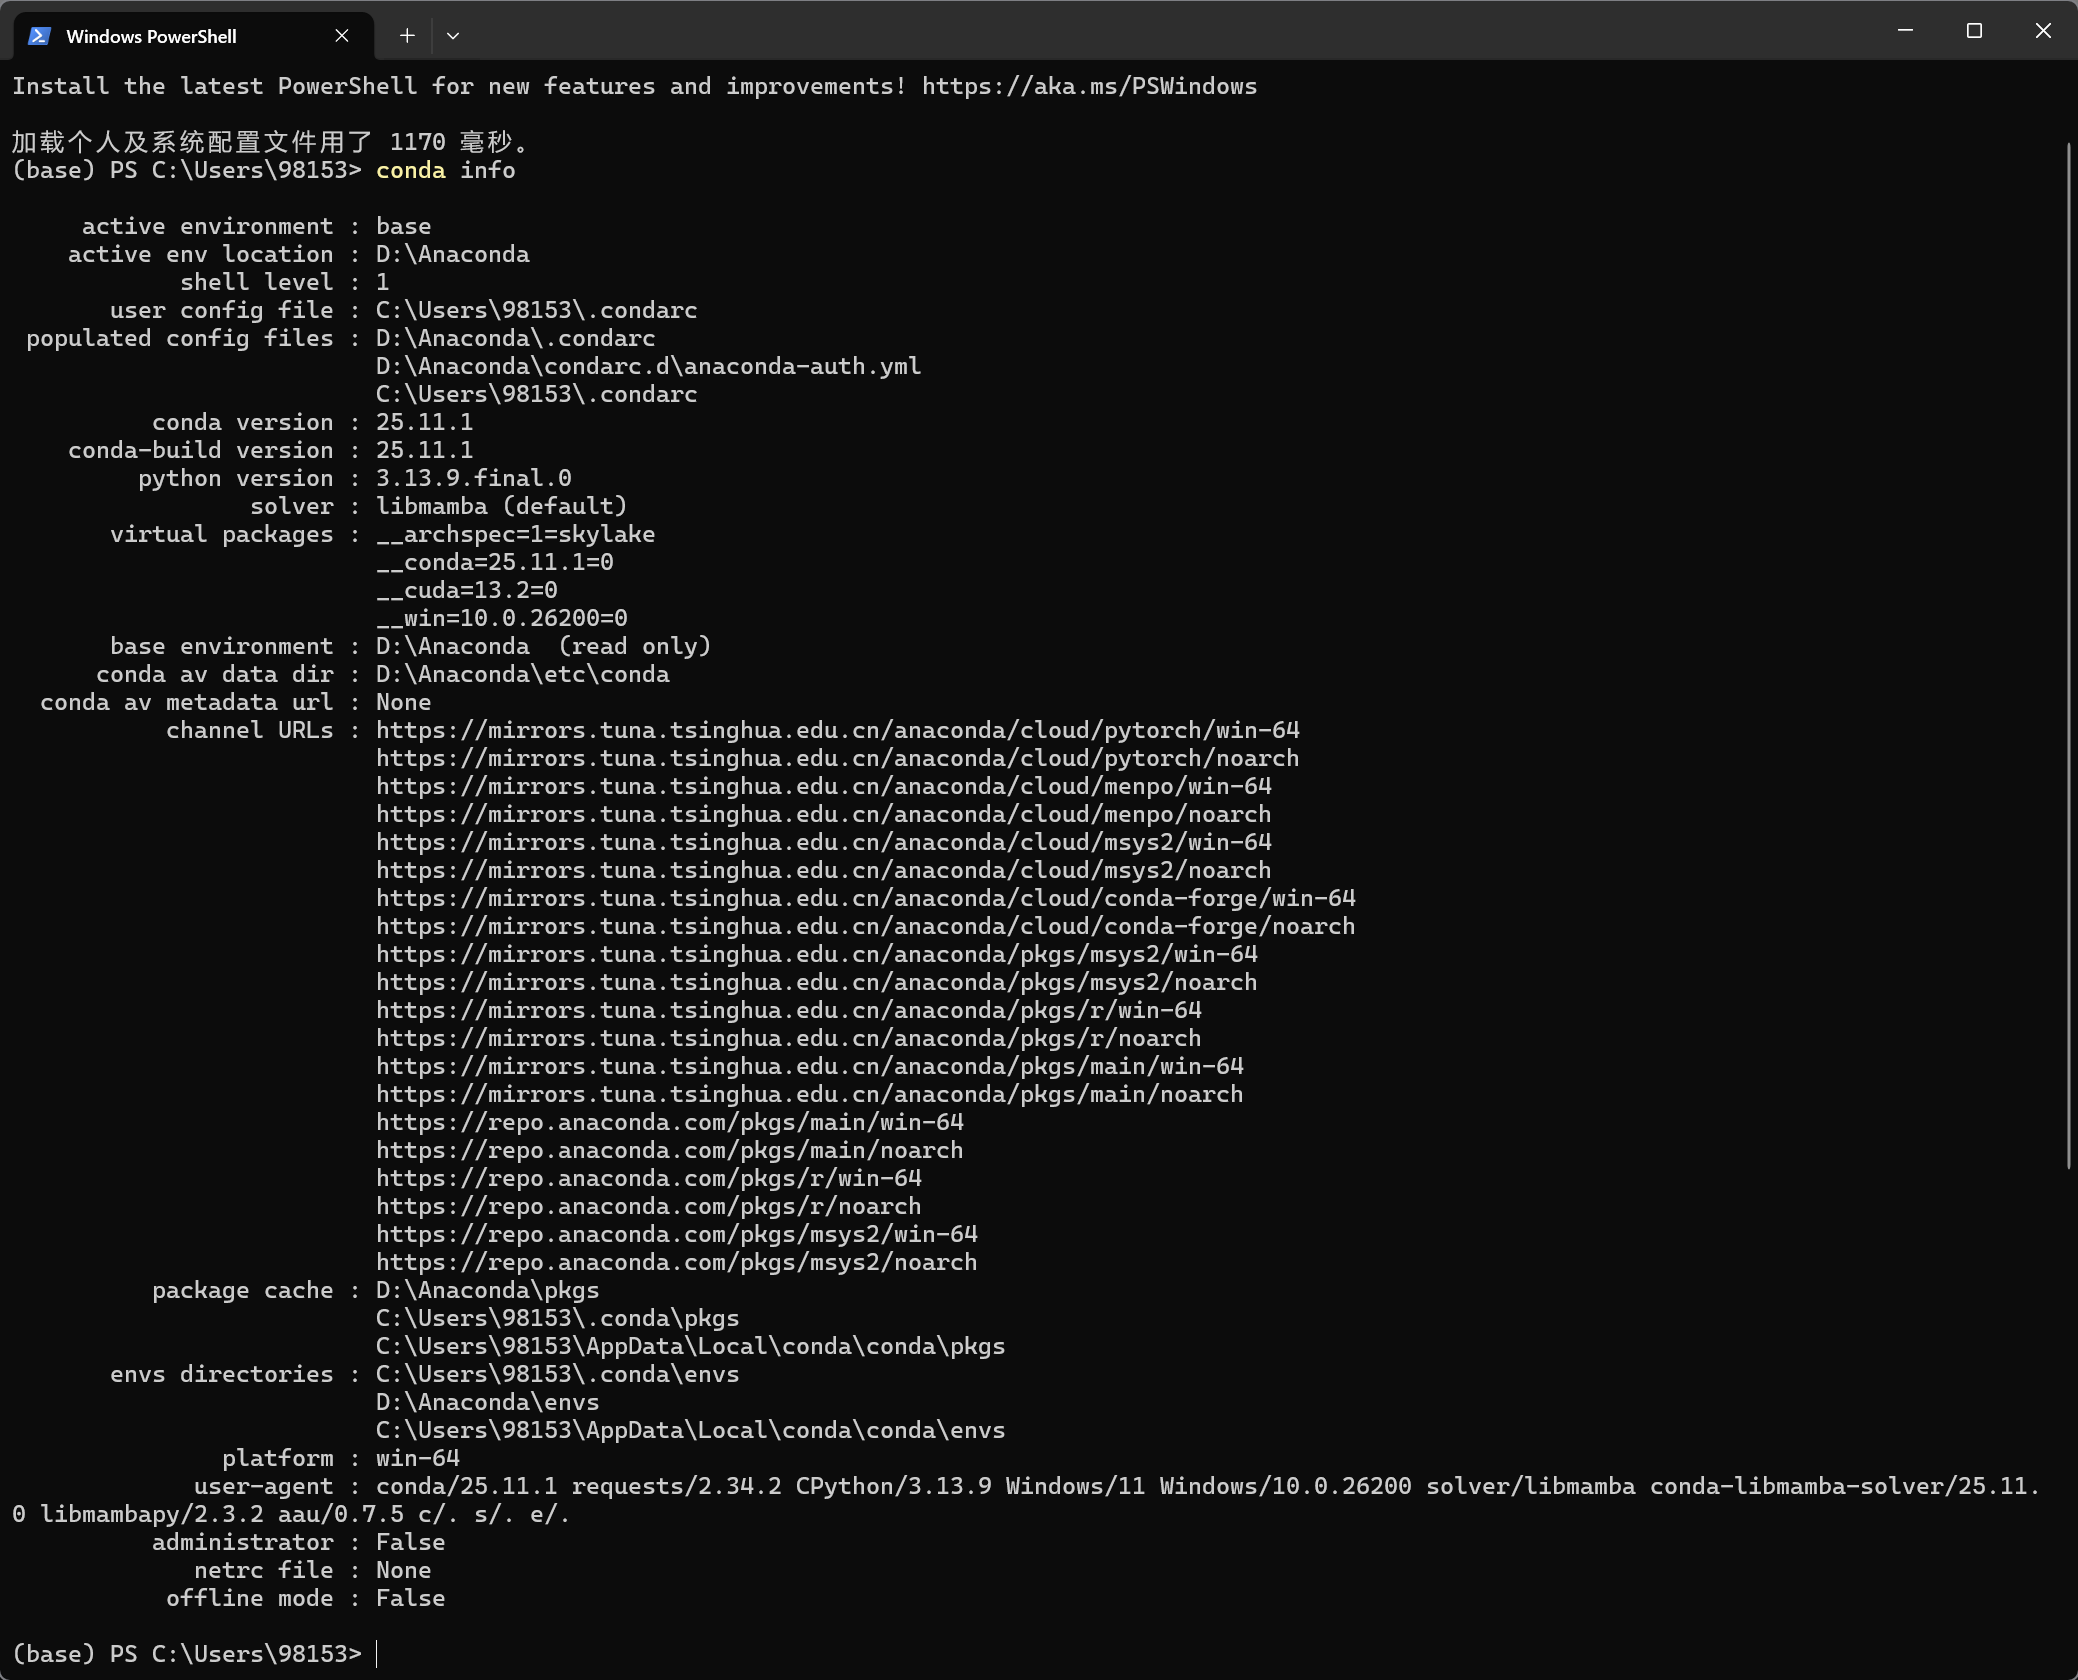 Windows PowerShell
Install the latest PowerShell for new features and improvements! https://aka.ms/PSWindows
加载个人及系统配置文件用了 1170 毫秒。
(base) PS C:\Users\98153> conda info
active environment : base
active env location : D:\Anaconda
shell level : 1
user config file : C:\Users\98153\.condarc
populated config files : D:\Anaconda\.condarc
D:\Anaconda\condarc.d\anaconda-auth.yml
C:\Users\98153\.condarc
conda version : 25.11.1
conda-build version : 25.11.1
python version : 3.13.9.final.0
solver : libmamba (default)
virtual packages : __archspec=1=skylake
__conda=25.11.1=0
__cuda=13.2=0
__win=10.0.26200=0
base environment : D:\Anaconda  (read only)
conda av data dir : D:\Anaconda\etc\conda
conda av metadata url : None
channel URLs : https://mirrors.tuna.tsinghua.edu.cn/anaconda/cloud/pytorch/win-64
https://mirrors.tuna.tsinghua.edu.cn/anaconda/cloud/pytorch/noarch
https://mirrors.tuna.tsinghua.edu.cn/anaconda/cloud/menpo/win-64
https://mirrors.tuna.tsinghua.edu.cn/anaconda/cloud/menpo/noarch
https://mirrors.tuna.tsinghua.edu.cn/anaconda/cloud/msys2/win-64
https://mirrors.tuna.tsinghua.edu.cn/anaconda/cloud/msys2/noarch
https://mirrors.tuna.tsinghua.edu.cn/anaconda/cloud/conda-forge/win-64
https://mirrors.tuna.tsinghua.edu.cn/anaconda/cloud/conda-forge/noarch
https://mirrors.tuna.tsinghua.edu.cn/anaconda/pkgs/msys2/win-64
https://mirrors.tuna.tsinghua.edu.cn/anaconda/pkgs/msys2/noarch
https://mirrors.tuna.tsinghua.edu.cn/anaconda/pkgs/r/win-64
https://mirrors.tuna.tsinghua.edu.cn/anaconda/pkgs/r/noarch
https://mirrors.tuna.tsinghua.edu.cn/anaconda/pkgs/main/win-64
https://mirrors.tuna.tsinghua.edu.cn/anaconda/pkgs/main/noarch
https://repo.anaconda.com/pkgs/main/win-64
https://repo.anaconda.com/pkgs/main/noarch
https://repo.anaconda.com/pkgs/r/win-64
https://repo.anaconda.com/pkgs/r/noarch
https://repo.anaconda.com/pkgs/msys2/win-64
https://repo.anaconda.com/pkgs/msys2/noarch
package cache : D:\Anaconda\pkgs
C:\Users\98153\.conda\pkgs
C:\Users\98153\AppData\Local\conda\conda\pkgs
envs directories : C:\Users\98153\.conda\envs
D:\Anaconda\envs
C:\Users\98153\AppData\Local\conda\conda\envs
platform : win-64
user-agent : conda/25.11.1 requests/2.34.2 CPython/3.13.9 Windows/11 Windows/10.0.26200 solver/libmamba conda-libmamba-solver/25.11.
0 libmambapy/2.3.2 aau/0.7.5 c/. s/. e/.
administrator : False
netrc file : None
offline mode : False
(base) PS C:\Users\98153>